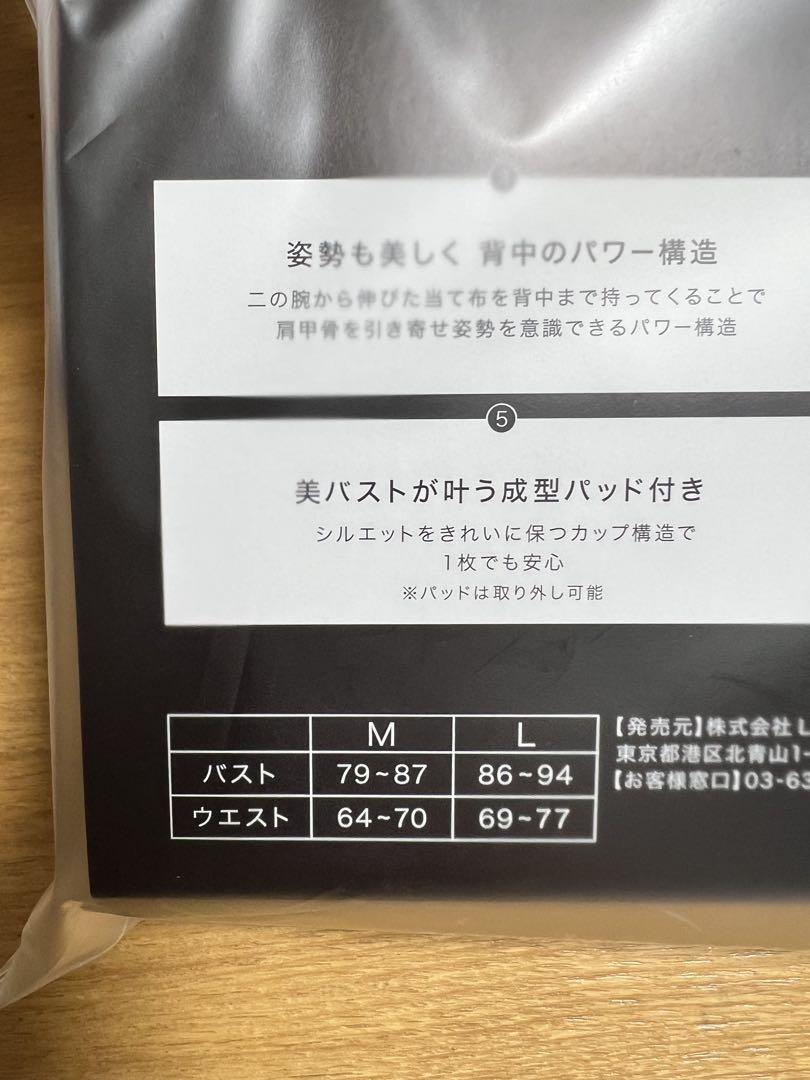 姿勢も美しく 背中のパワー構造
二の腕から伸びた当て布を背中まで持ってくることで
肩甲骨を引き寄せ姿勢を意識できるパワー構造
5
美バストが叶う成型パッド付き
シルエットをきれいに保つカップ構造で
1枚でも安心
※パッドは取り外し可能
M L
バスト 79~87 86~94
ウエスト 64~70 69~77
【発売元】株式会社 L
東京都港区北青山1-
【お客様窓口】03-63